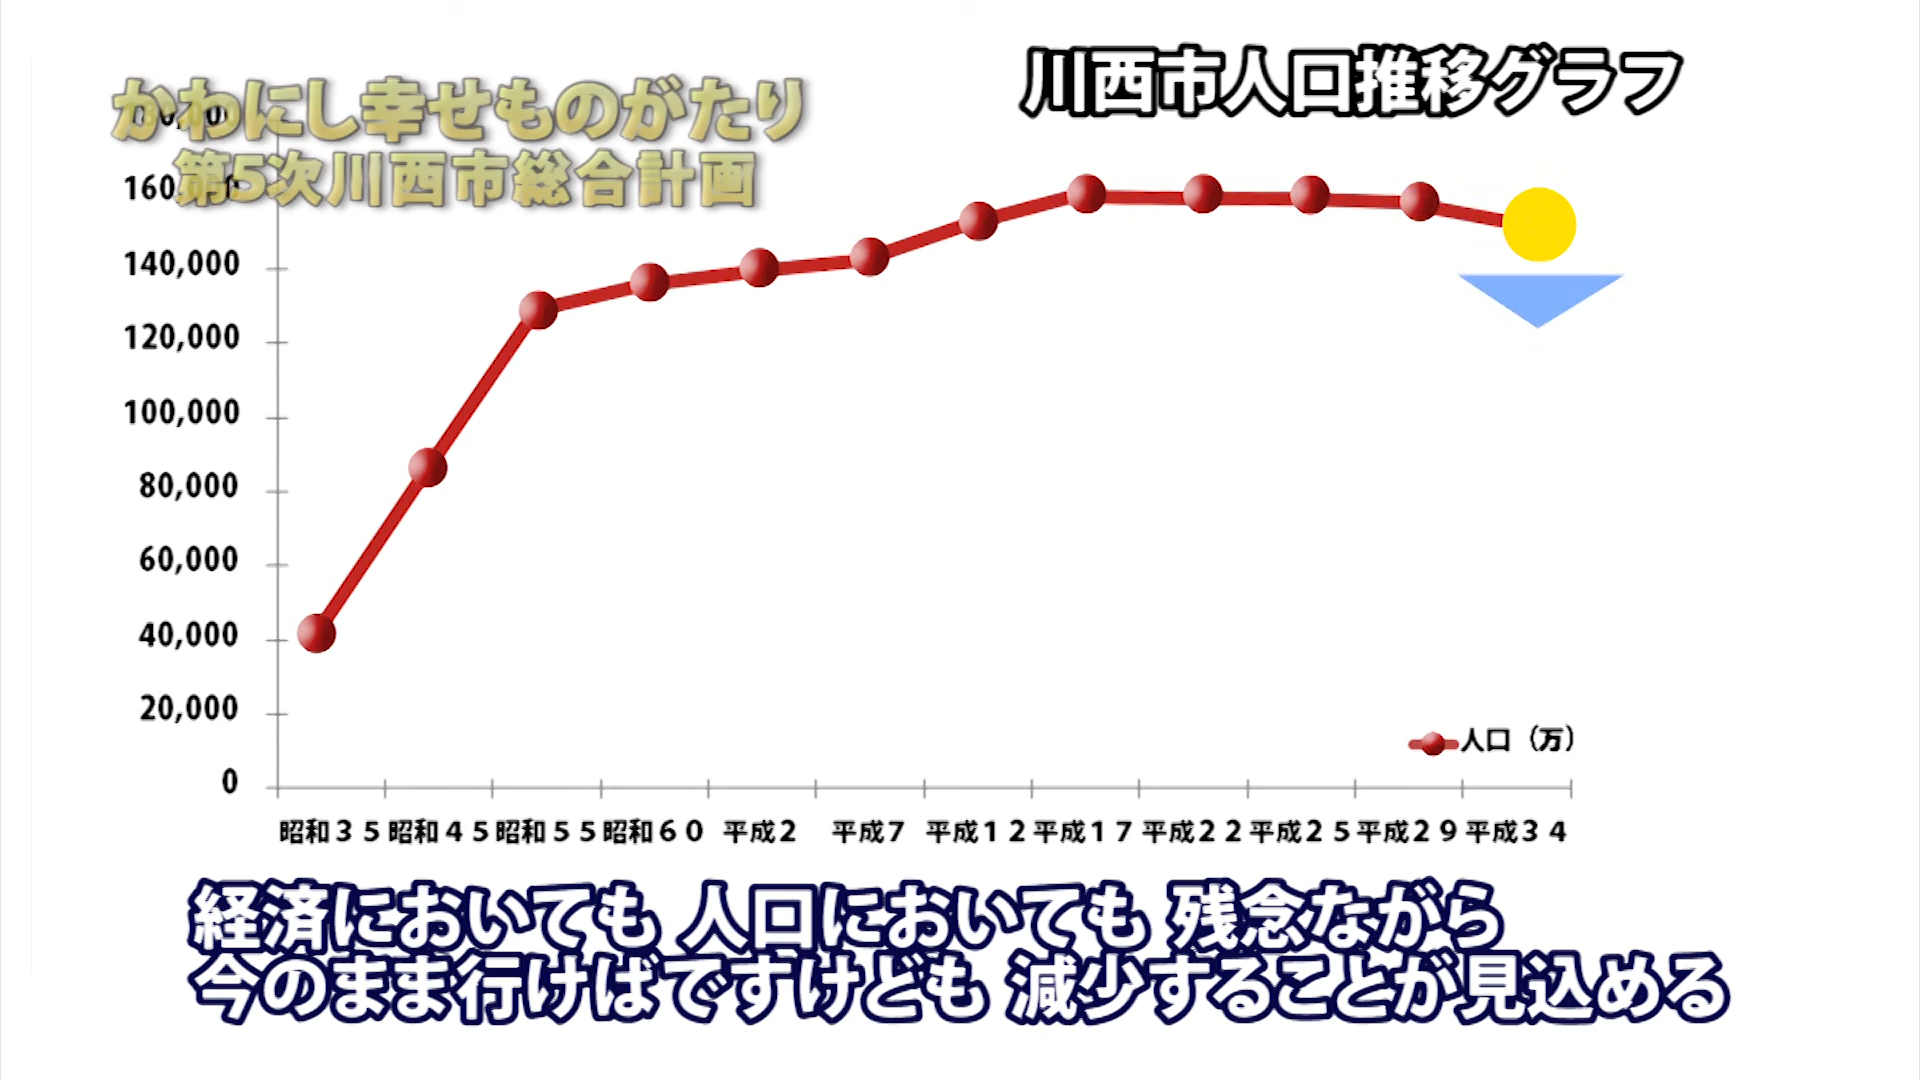 川西市人口推移グラフ
かわにし幸せものがたり
第5次川西市総合計画
160,000
140,000
120,000
100,000
80,000
60,000
40,000
20,000
0
人口（万）
昭和３５ 昭和４５ 昭和５５ 昭和６０ 平成２ 平成７ 平成１２ 平成１７ 平成２２ 平成２５ 平成２９ 平成３４
経済においても 人口においても 残念ながら
今のまま行けばですけども 減少することが見込める